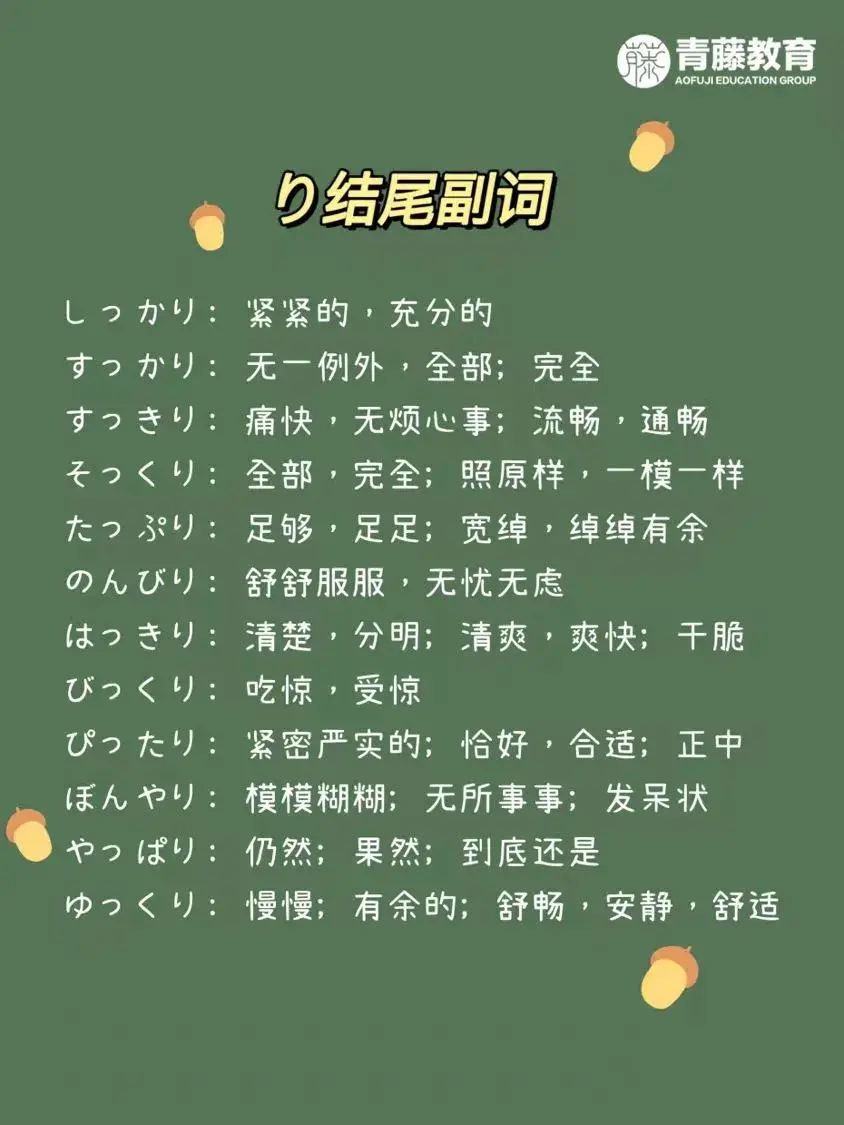 青藤教育
AOFUJI EDUCATION GROUP
り结尾副词
しっかり：紧紧的，充分的
すっかり：无一例外，全部；完全
すっきり：痛快，无烦心事；流畅，通畅
そっくり：全部，完全；照原样，一模一样
たっぷり：足够，足足；宽绰，绰绰有余
のんびり：舒舒服服，无忧无虑
はっきり：清楚，分明；清爽，爽快；干脆
びっくり：吃惊，受惊
ぴったり：紧密严实的；恰好，合适；正中
ぼんやり：模模糊糊；无所事事；发呆状
やっぱり：仍然；果然；到底还是
ゆっくり：慢慢；有余的；舒畅，安静，舒适